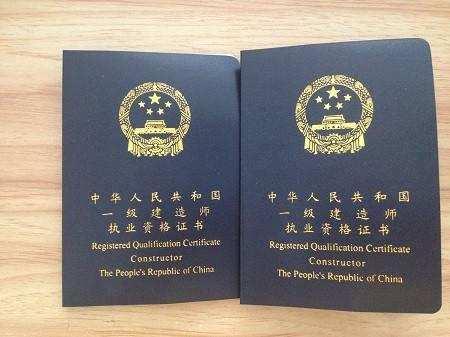 中华人民共和国
一级建造师
执业资格证书
Registered Qualification Certificate
Constructor
The People's Republic of China
中华人民共和国
一级建造师
执业资格证书
Registered Qualification Certificate
Constructor
The People's Republic of China